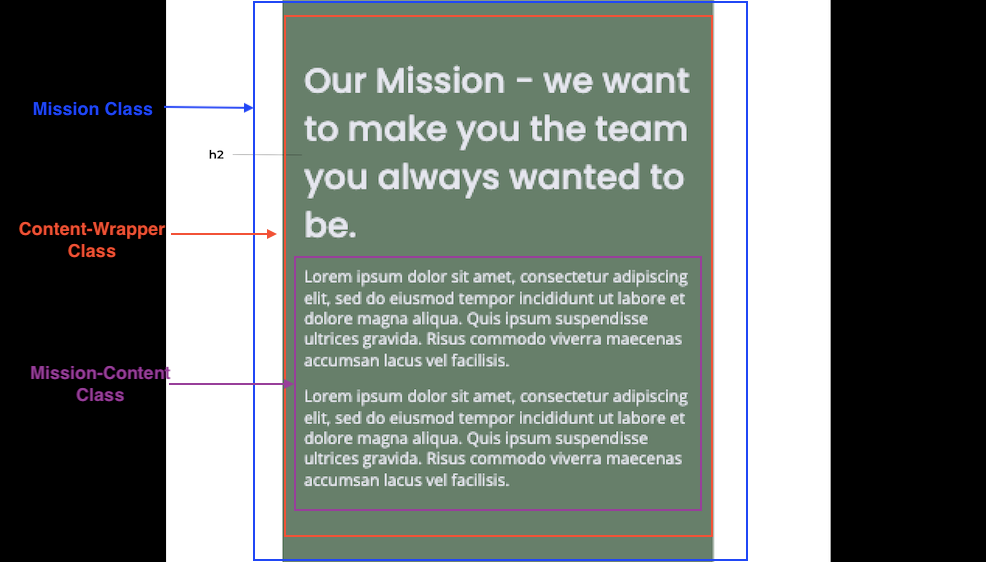 Our Mission - we want
to make you the team
you always wanted to
be.
Mission Class
h2
Content-Wrapper
Class
Lorem ipsum dolor sit amet, consectetur adipiscing
elit, sed do eiusmod tempor incididunt ut labore et
dolore magna aliqua. Quis ipsum suspendisse
ultrices gravida. Risus commodo viverra maecenas
accumsan lacus vel facilisis.
Mission-Content
Class
Lorem ipsum dolor sit amet, consectetur adipiscing
elit, sed do eiusmod tempor incididunt ut labore et
dolore magna aliqua. Quis ipsum suspendisse
ultrices gravida. Risus commodo viverra maecenas
accumsan lacus vel facilisis.